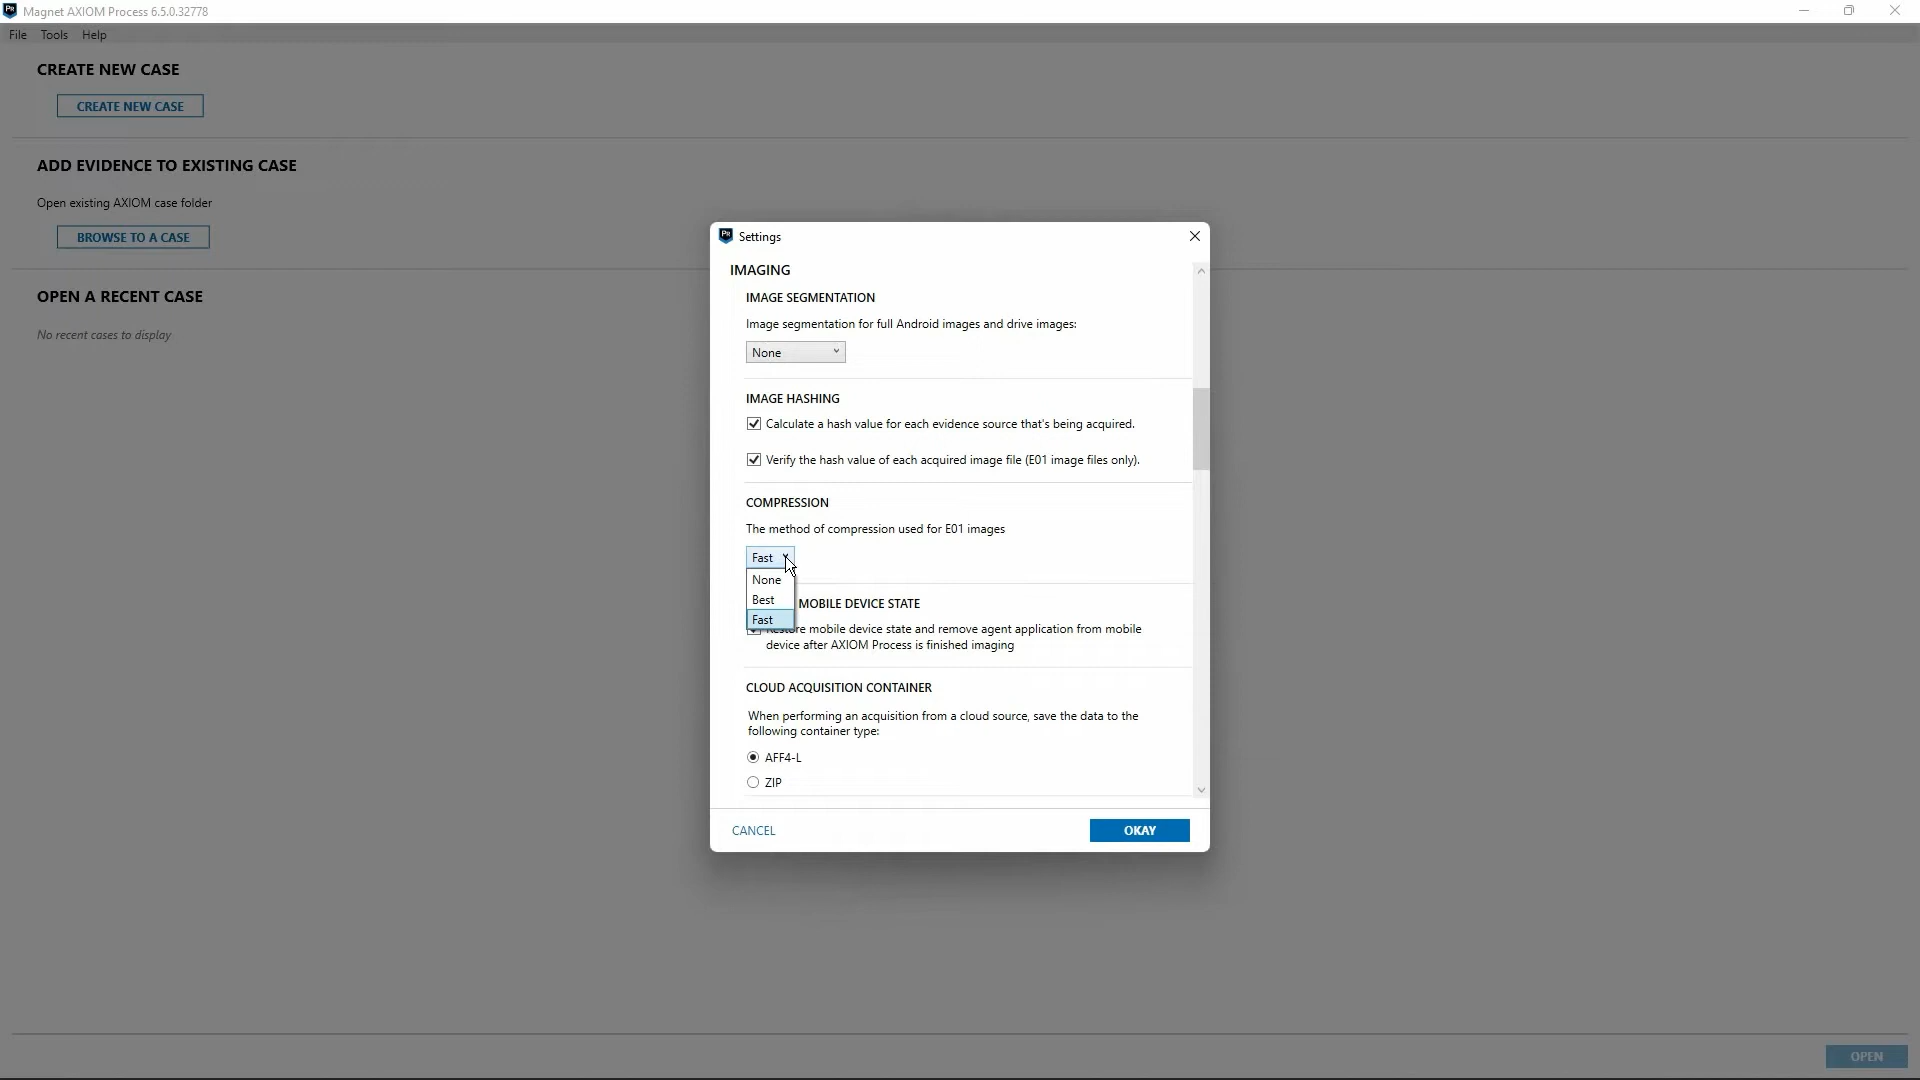 Magnet AXIOM Process 6.5.0.32778
File Tools Help
CREATE NEW CASE
CREATE NEW CASE
ADD EVIDENCE TO EXISTING CASE
Open existing AXIOM case folder
BROWSE TO A CASE
OPEN A RECENT CASE
No recent cases to display
PR Settings
IMAGING
IMAGE SEGMENTATION
Image segmentation for full Android images and drive images:
None
IMAGE HASHING
Calculate a hash value for each evidence source that's being acquired.
Verify the hash value of each acquired image file (E01 image files only).
COMPRESSION
The method of compression used for E01 images
Fast
None
Best
Fast
MOBILE DEVICE STATE
Restore mobile device state and remove agent application from mobile
device after AXIOM Process is finished imaging
CLOUD ACQUISITION CONTAINER
When performing an acquisition from a cloud source, save the data to the
following container type:
AFF4-L
ZIP
CANCEL
OKAY
OPEN